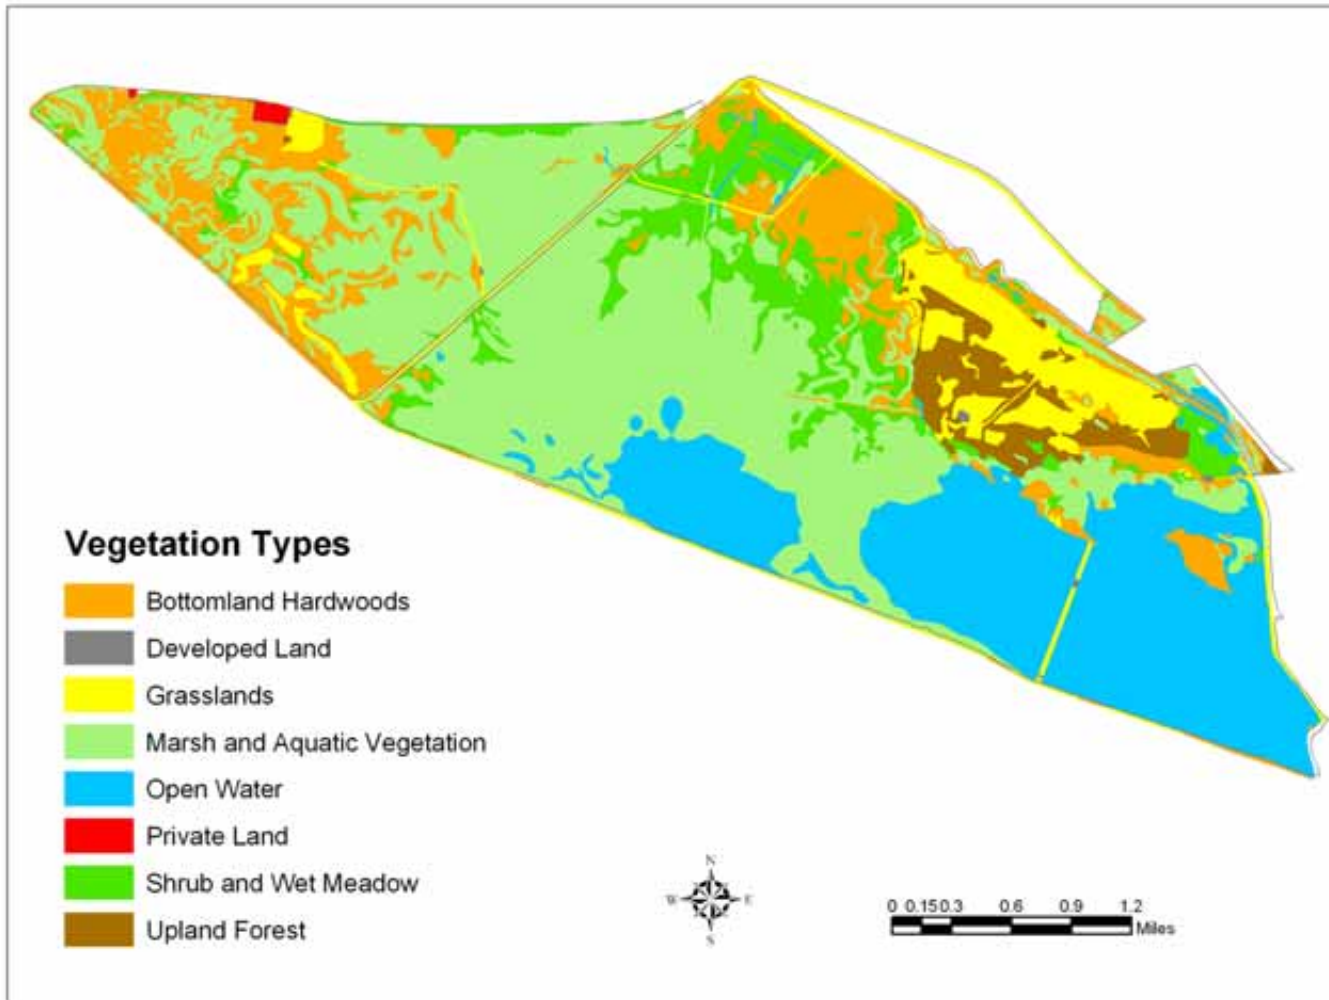 Vegetation Types
Bottomland Hardwoods
Developed Land
Grasslands
Marsh and Aquatic Vegetation
Open Water
Private Land
Shrub and Wet Meadow
Upland Forest
N
W E
S
0 0.15 0.3 0.6 0.9 1.2
Miles